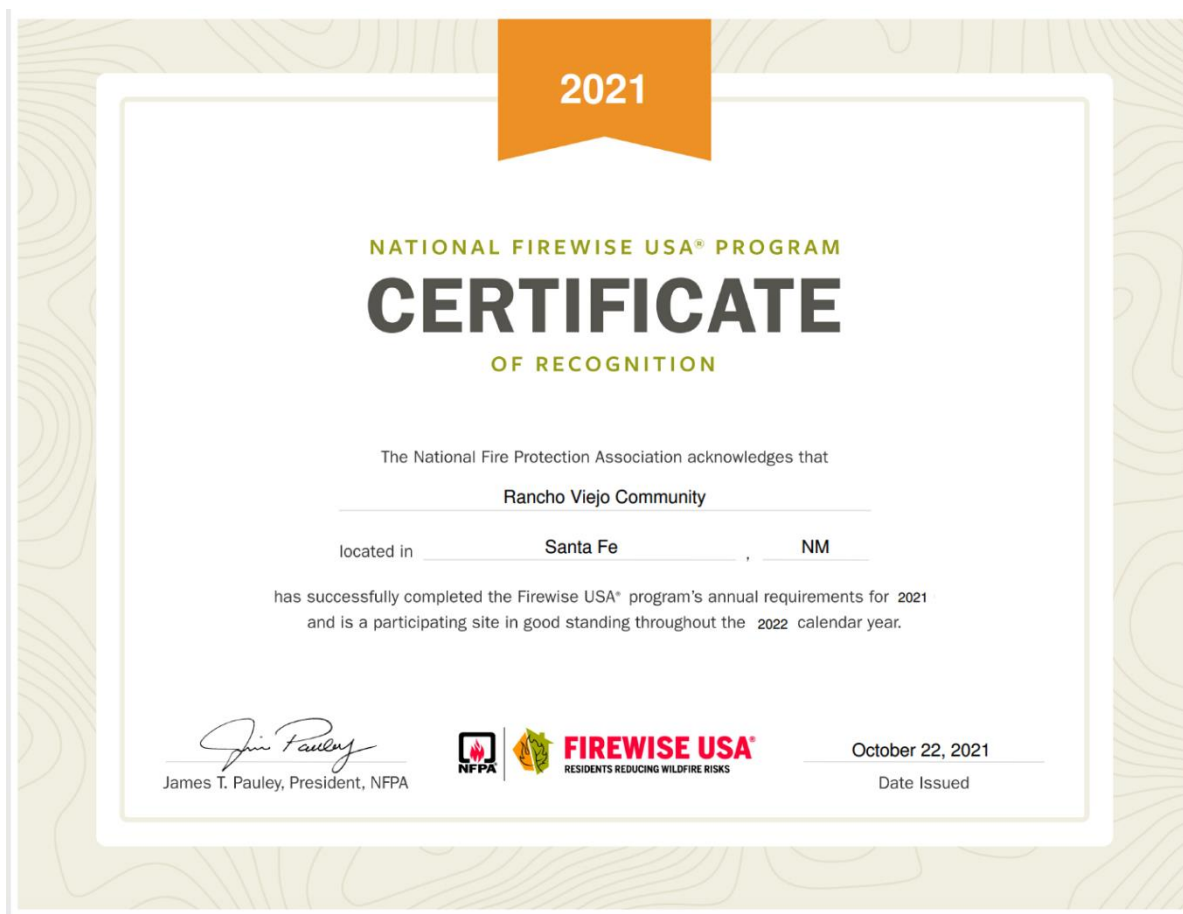 2021
NATIONAL FIREWISE USA® PROGRAM
CERTIFICATE
OF RECOGNITION
The National Fire Protection Association acknowledges that
Rancho Viejo Community
located in Santa Fe , NM
has successfully completed the Firewise USA® program's annual requirements for 2021
and is a participating site in good standing throughout the 2022 calendar year.
Jim Pauley
James T. Pauley, President, NFPA
NFPA
FIREWISE USA®
RESIDENTS REDUCING WILDFIRE RISKS
October 22, 2021
Date Issued